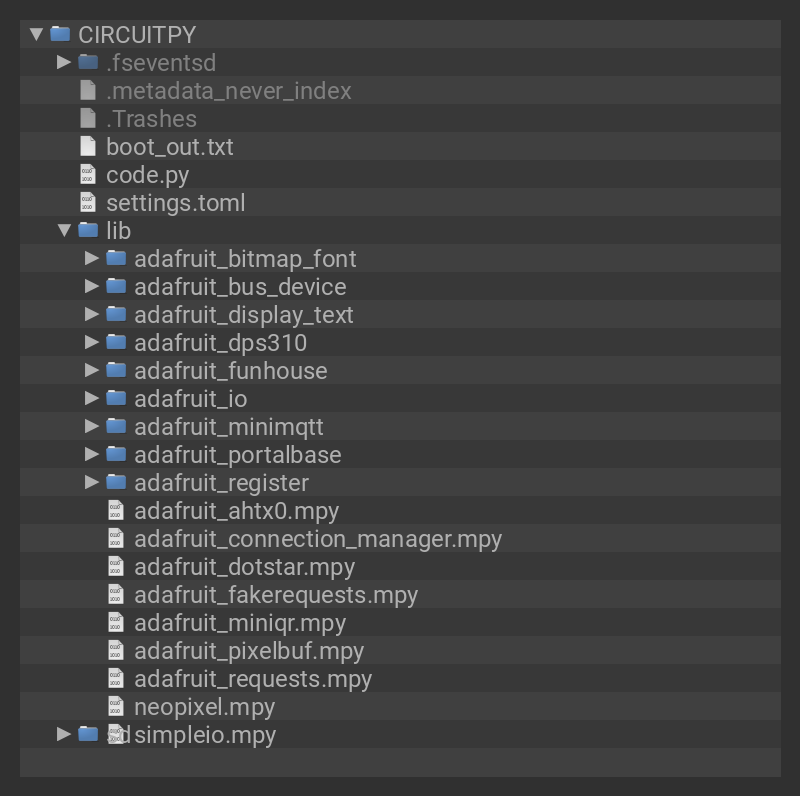 CIRCUITPY
.fseventsd
.metadata_never_index
.Trashes
boot_out.txt
code.py
settings.toml
lib
adafruit_bitmap_font
adafruit_bus_device
adafruit_display_text
adafruit_dps310
adafruit_funhouse
adafruit_io
adafruit_minimqtt
adafruit_portalbase
adafruit_register
adafruit_ahtx0.mpy
adafruit_connection_manager.mpy
adafruit_dotstar.mpy
adafruit_fakerequests.mpy
adafruit_miniqr.mpy
adafruit_pixelbuf.mpy
adafruit_requests.mpy
neopixel.mpy
sd simpleio.mpy